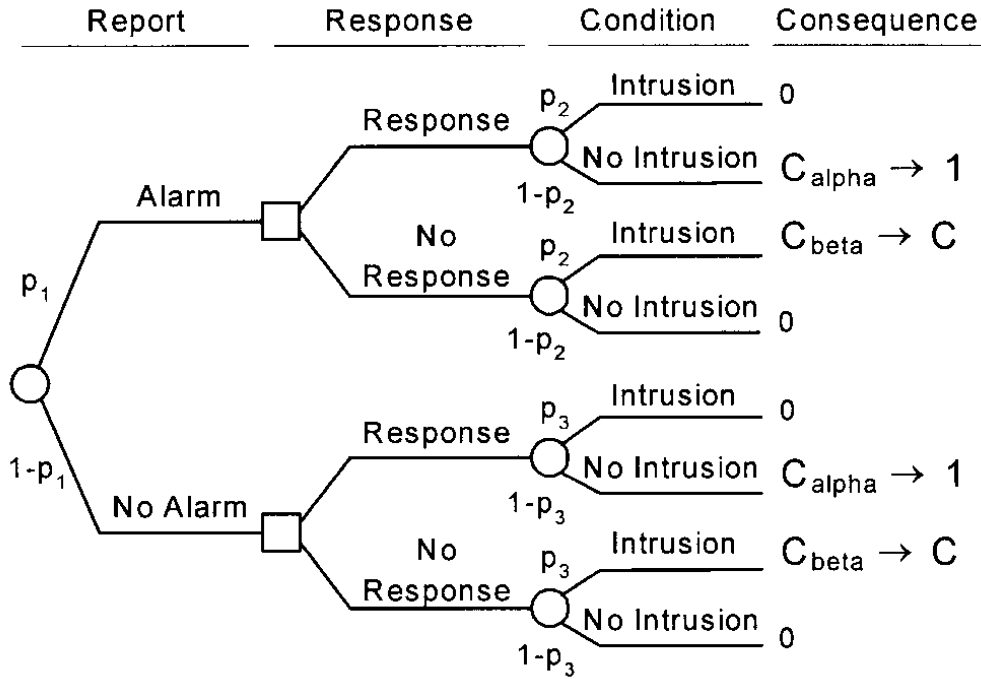 Report Response Condition Consequence
p2 Intrusion 0
Response
No Intrusion Calpha → 1
1-p2
Alarm
No Response
p2 Intrusion Cbeta → C
No Intrusion 0
1-p2
p1
1-p1
p3 Intrusion 0
Response
No Intrusion Calpha → 1
1-p3
No Alarm
No Response
p3 Intrusion Cbeta → C
No Intrusion 0
1-p3